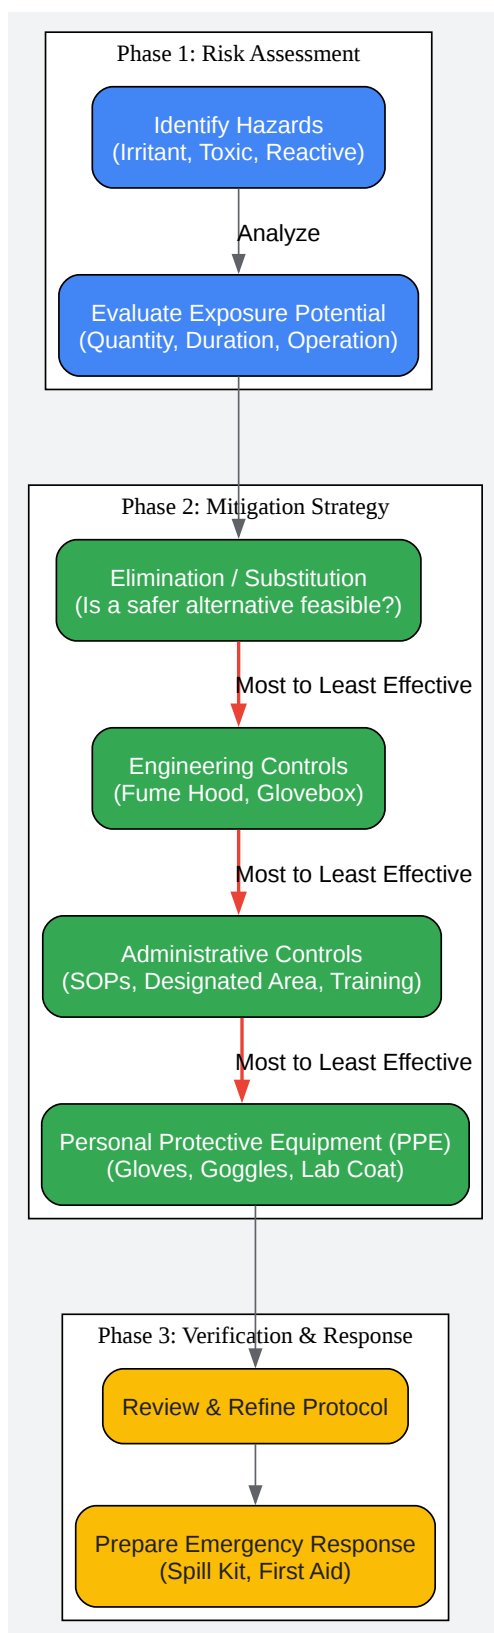 Phase 1: Risk Assessment
Identify Hazards
(Irritant, Toxic, Reactive)
Analyze
Evaluate Exposure Potential
(Quantity, Duration, Operation)
Phase 2: Mitigation Strategy
Elimination / Substitution
(Is a safer alternative feasible?)
Most to Least Effective
Engineering Controls
(Fume Hood, Glovebox)
Most to Least Effective
Administrative Controls
(SOPs, Designated Area, Training)
Most to Least Effective
Personal Protective Equipment (PPE)
(Gloves, Goggles, Lab Coat)
Phase 3: Verification & Response
Review & Refine Protocol
Prepare Emergency Response
(Spill Kit, First Aid)